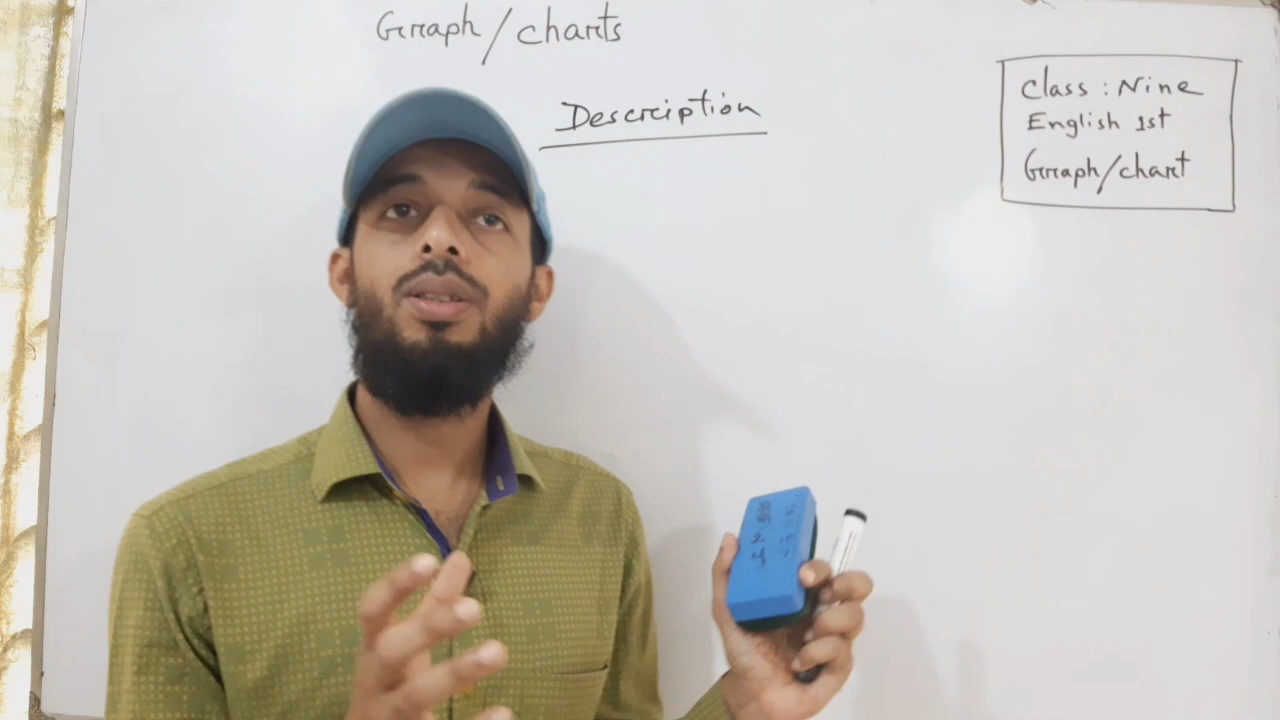 Graph/charts
Description
Class : Nine
English 1st
Graph/chart